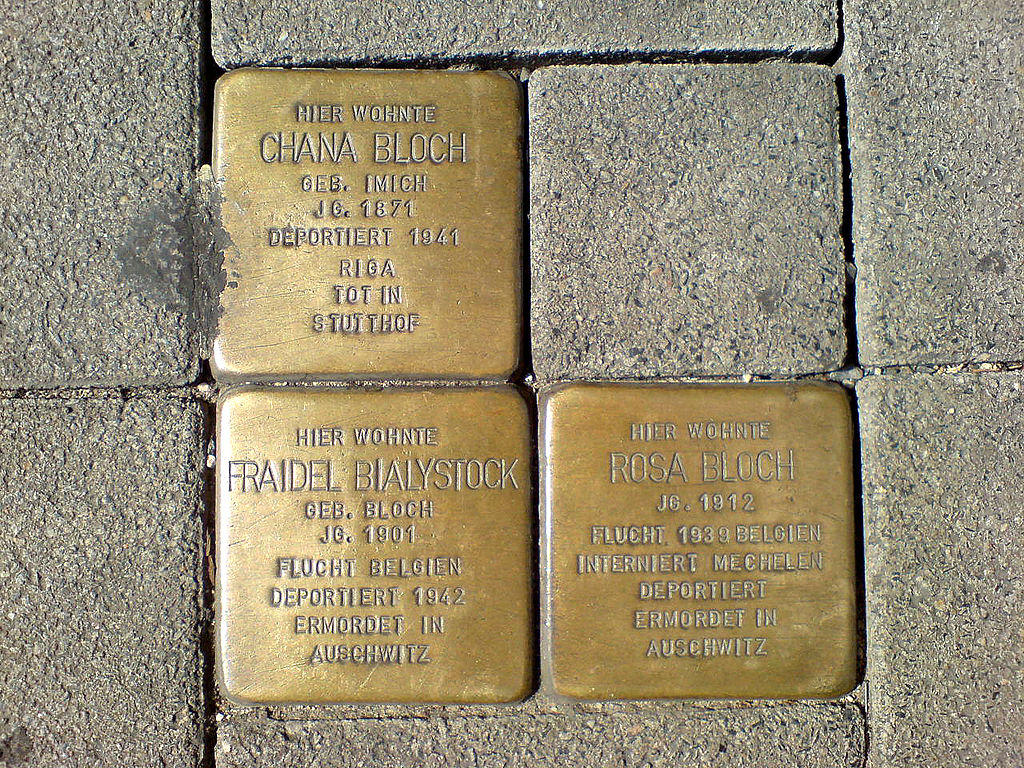 HIER WOHNTE
CHANA BLOCH
GEB. IMICH
JG. 1871
DEPORTIERT 1941
RIGA
TOT IN
STUTTHOF
HIER WOHNTE
FRAIDEL BIALYSTOCK
GEB. BLOCH
JG. 1901
FLUCHT BELGIEN
DEPORTIERT 1942
ERMORDET IN
AUSCHWITZ
HIER WOHNTE
ROSA BLOCH
JG. 1912
FLUCHT 1939 BELGIEN
INTERNIERT MECHELEN
DEPORTIERT
ERMORDET IN
AUSCHWITZ